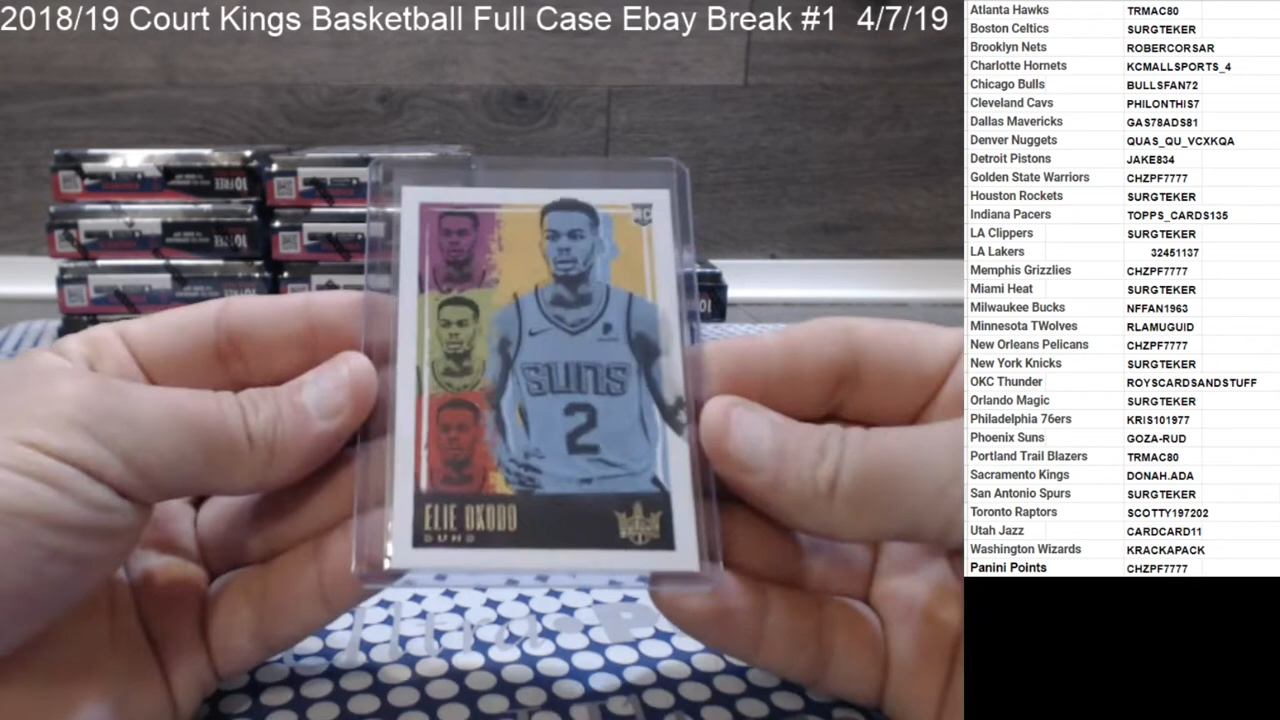 2018/19 Court Kings Basketball Full Case Ebay Break #1 4/7/19
RC
SUNS
2
ELIE OKOBO
SUNS
Atlanta Hawks TRMAC80
Boston Celtics SURGTEKER
Brooklyn Nets ROBERCORSAR
Charlotte Hornets KCMALLSPORTS_4
Chicago Bulls BULLSFAN72
Cleveland Cavs PHILONTHIS7
Dallas Mavericks GAS78ADS81
Denver Nuggets QUAS_QU_VCXKQA
Detroit Pistons JAKE834
Golden State Warriors CHZPF7777
Houston Rockets SURGTEKER
Indiana Pacers TOPPS_CARDS135
LA Clippers SURGTEKER
LA Lakers 32451137
Memphis Grizzlies CHZPF7777
Miami Heat SURGTEKER
Milwaukee Bucks NFFAN1963
Minnesota TWolves RLAMUGUID
New Orleans Pelicans CHZPF7777
New York Knicks SURGTEKER
OKC Thunder ROYSCARDSANDSTUFF
Orlando Magic SURGTEKER
Philadelphia 76ers KRIS101977
Phoenix Suns GOZA-RUD
Portland Trail Blazers TRMAC80
Sacramento Kings DONAH.ADA
San Antonio Spurs SURGTEKER
Toronto Raptors SCOTTY197202
Utah Jazz CARDCARD11
Washington Wizards KRACKAPACK
Panini Points CHZPF7777